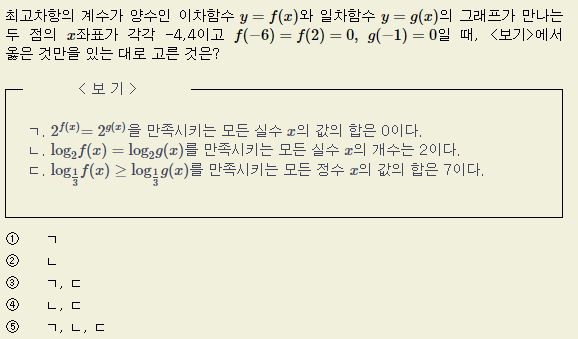 최고차항의 계수가 양수인 이차함수 y = f(x)와 일차함수 y = g(x)의 그래프가 만나는
두 점의 x좌표가 각각 -4,4이고 f(-6) = f(2) = 0, g(-1) = 0일 때, <보기>에서
옳은 것만을 있는 대로 고른 것은?
< 보 기 >
ㄱ. 2^{f(x)} = 2^{g(x)}을 만족시키는 모든 실수 x의 값의 합은 0이다.
ㄴ. log_2 f(x) = log_2 g(x)를 만족시키는 모든 실수 x의 개수는 2이다.
ㄷ. log_{1/3} f(x) ≥ log_{1/3} g(x)를 만족시키는 모든 정수 x의 값의 합은 7이다.
① ㄱ
② ㄴ
③ ㄱ, ㄷ
④ ㄴ, ㄷ
⑤ ㄱ, ㄴ, ㄷ